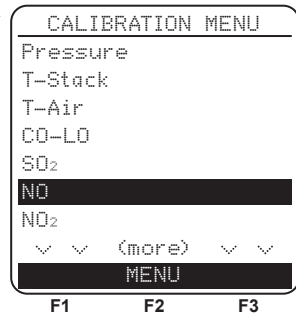 CALIBRATION MENU
Pressure
T-Stack
T-Air
CO-LO
SO₂
NO
NO₂
(more)
MENU
F1 F2 F3